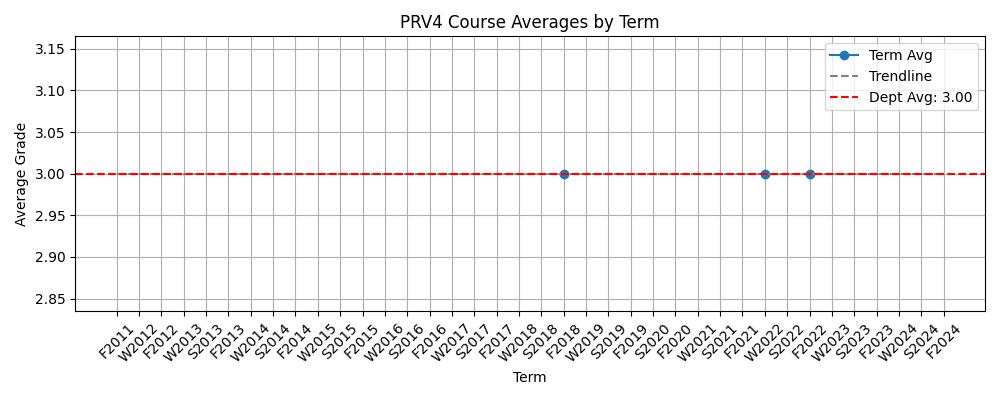 PRV4 Course Averages by Term
3.15
3.10
3.05
3.00
2.95
2.90
2.85
Average Grade
Term Avg
Trendline
Dept Avg: 3.00
F2011
W2012
F2012
W2013
S2013
F2013
W2014
S2014
F2014
W2015
S2015
F2015
W2016
S2016
F2016
W2017
S2017
F2017
W2018
S2018
F2018
W2019
S2019
F2019
S2020
F2020
W2021
S2021
F2021
W2022
S2022
F2022
W2023
S2023
F2023
W2024
S2024
F2024
Term